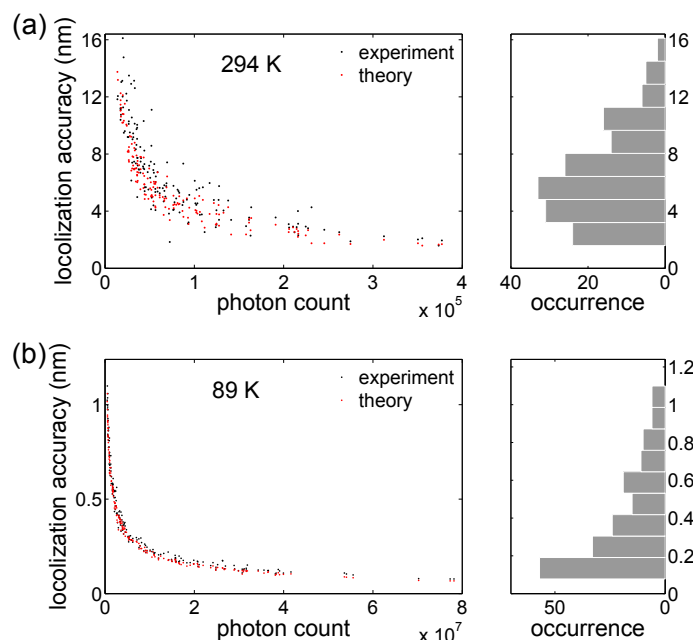 (a)
locolization accuracy (nm)
16
12
8
4
0
294 K
experiment
theory
0 1 2 3 4
photon count
x 10^5
16
12
8
4
0
40 20 0
occurrence
(b)
locolization accuracy (nm)
1
0.5
0
89 K
experiment
theory
0 2 4 6 8
photon count
x 10^7
1.2
1
0.8
0.6
0.4
0.2
0
50 0
occurrence